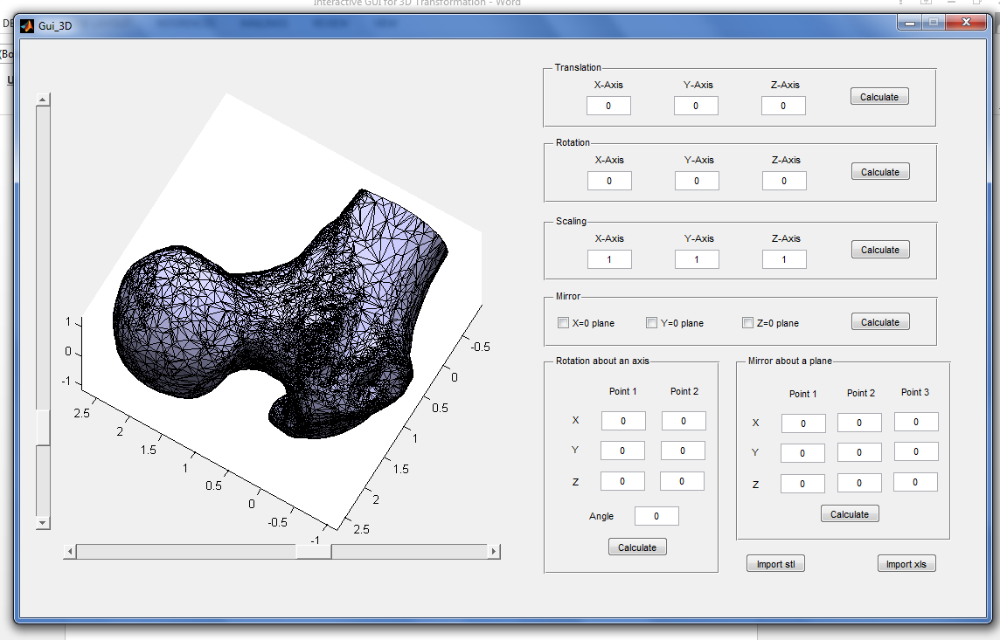 Interactive GUI for 3D Transformation - Word
DE
Gui_3D
(Bo
U
Translation
X-Axis Y-Axis Z-Axis
0 0 0 Calculate
Rotation
X-Axis Y-Axis Z-Axis
0 0 0 Calculate
Scaling
X-Axis Y-Axis Z-Axis
1 1 1 Calculate
Mirror
X=0 plane Y=0 plane Z=0 plane Calculate
Rotation about an axis
Point 1 Point 2
X 0 0
Y 0 0
Z 0 0
Angle 0
Calculate
Mirror about a plane
Point 1 Point 2 Point 3
X 0 0 0
Y 0 0 0
Z 0 0 0
Calculate
Import stl Import xls
1
0
-1
2.5
2
1.5
1
0.5
0
-0.5
-1
-0.5
0
0.5
1
1.5
2
2.5